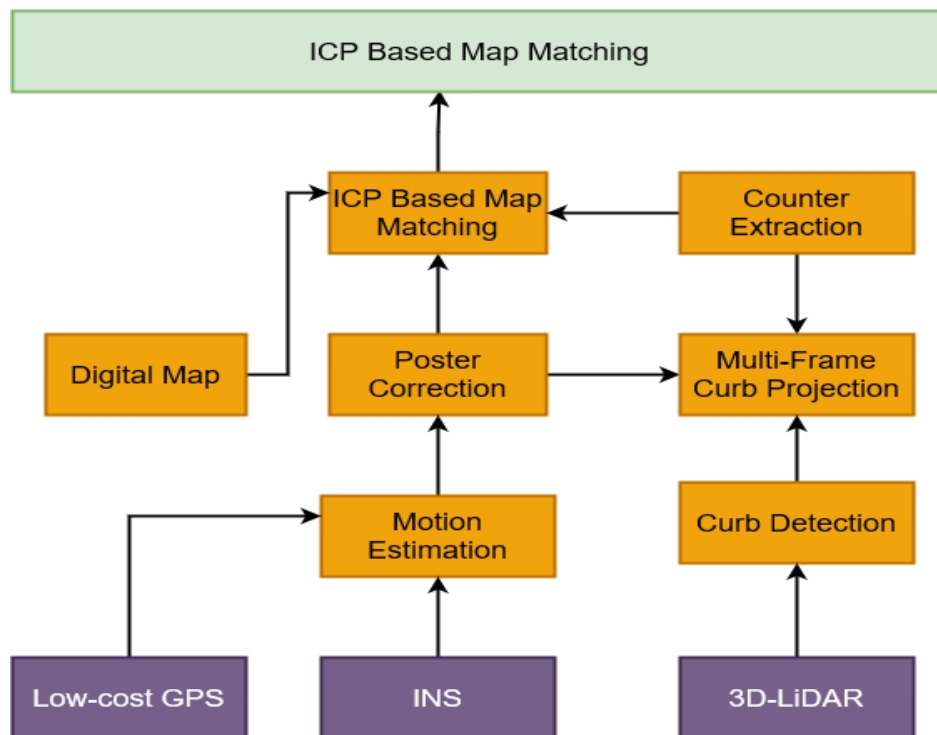 ICP Based Map Matching
ICP Based Map
Matching
Counter
Extraction
Digital Map
Poster
Correction
Multi-Frame
Curb Projection
Motion
Estimation
Curb Detection
Low-cost GPS
INS
3D-LiDAR